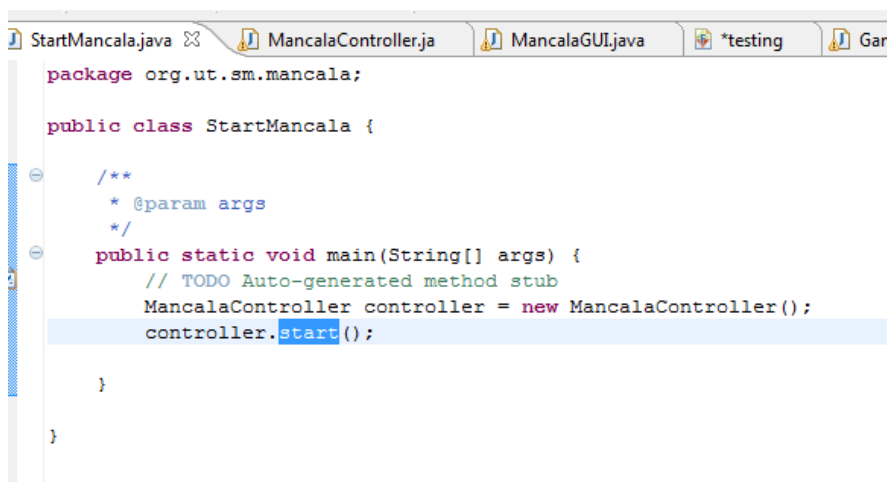 StartMancala.java MancalaController.ja MancalaGUI.java *testing Gar
package org.ut.sm.mancala;
public class StartMancala {
/**
* @param args
*/
public static void main(String[] args) {
// TODO Auto-generated method stub
MancalaController controller = new MancalaController();
controller.start();
}
}